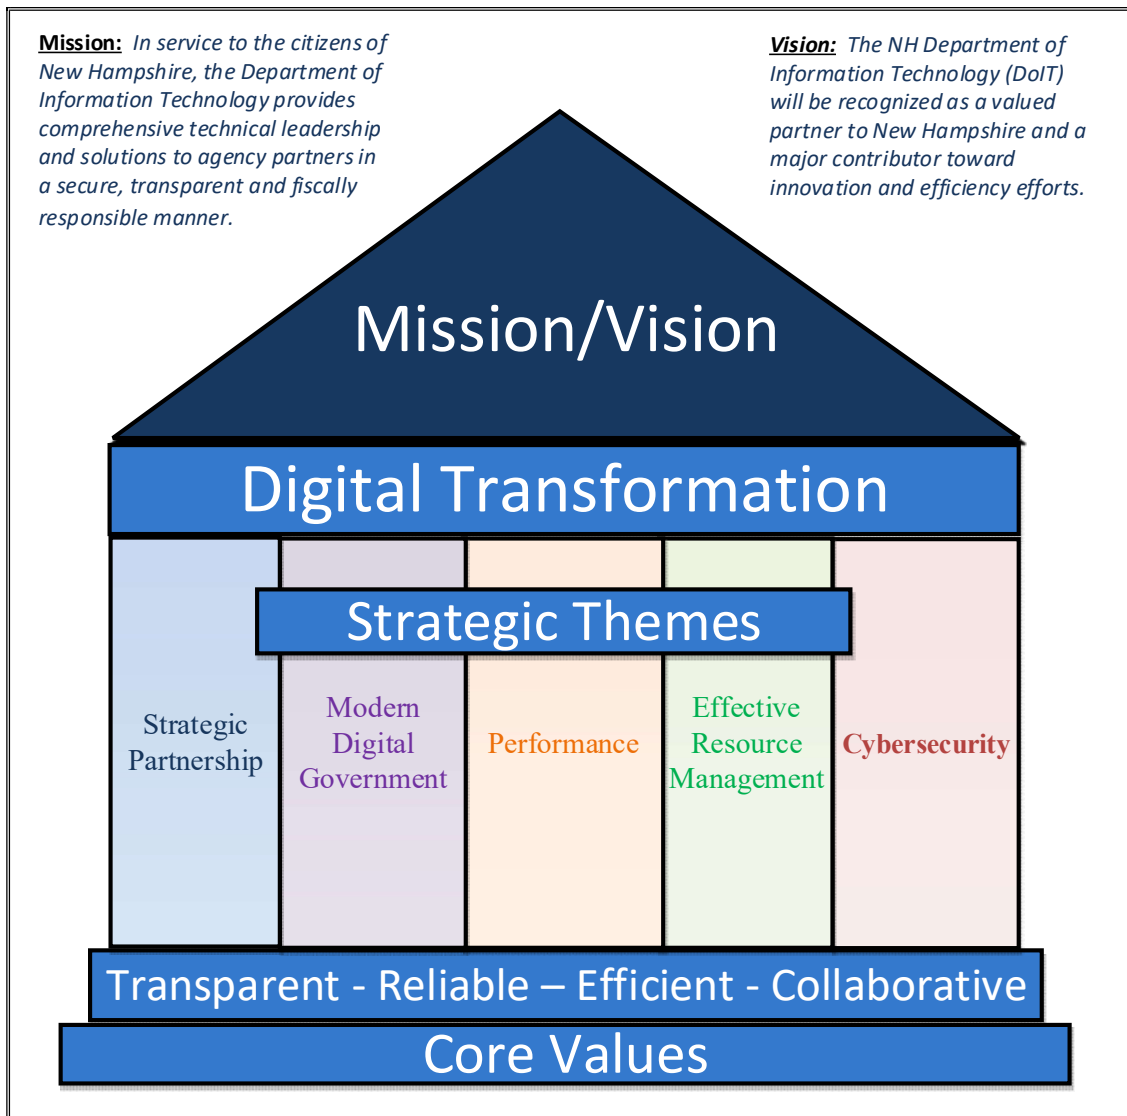 Mission: In service to the citizens of
New Hampshire, the Department of
Information Technology provides
comprehensive technical leadership
and solutions to agency partners in
a secure, transparent and fiscally
responsible manner.
Vision: The NH Department of
Information Technology (DoIT)
will be recognized as a valued
partner to New Hampshire and a
major contributor toward
innovation and efficiency efforts.
Mission/Vision
Digital Transformation
Strategic Themes
Strategic
Partnership
Modern
Digital
Government
Performance
Effective
Resource
Management
Cybersecurity
Transparent - Reliable – Efficient - Collaborative
Core Values